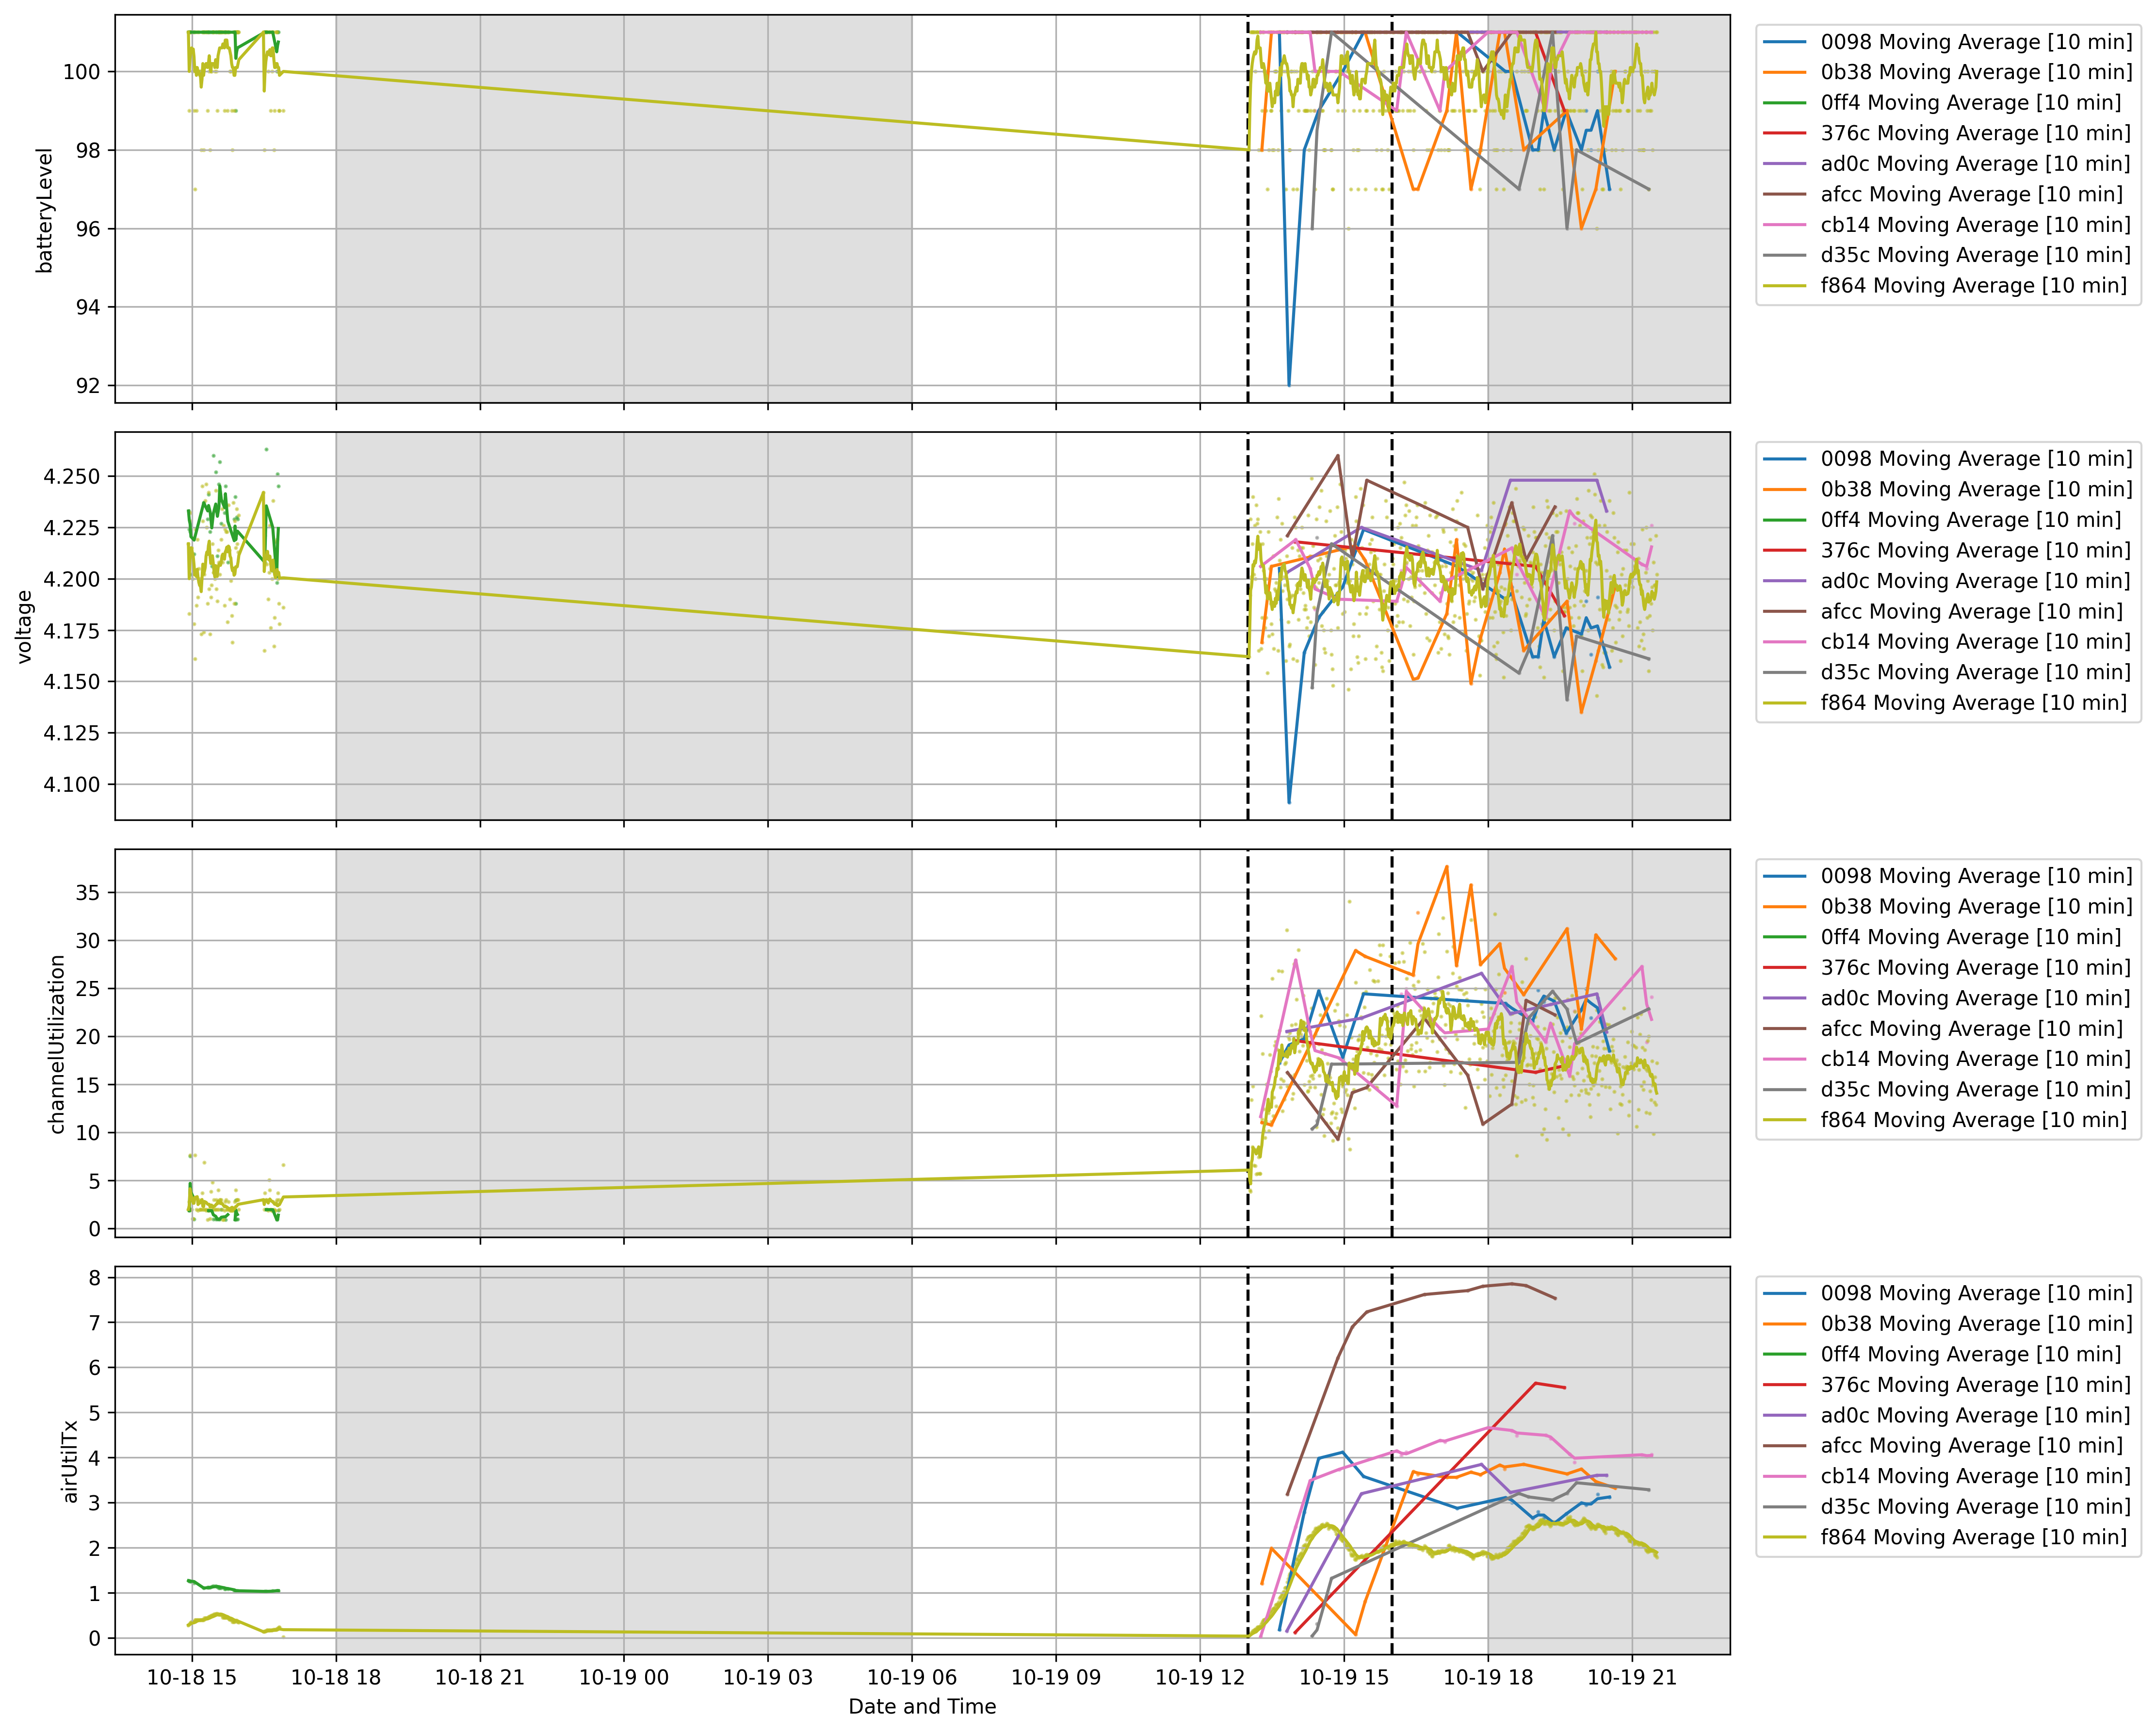 batteryLevel
100
98
96
94
92
0098 Moving Average [10 min]
0b38 Moving Average [10 min]
0ff4 Moving Average [10 min]
376c Moving Average [10 min]
ad0c Moving Average [10 min]
afcc Moving Average [10 min]
cb14 Moving Average [10 min]
d35c Moving Average [10 min]
f864 Moving Average [10 min]
voltage
4.250
4.225
4.200
4.175
4.150
4.125
4.100
0098 Moving Average [10 min]
0b38 Moving Average [10 min]
0ff4 Moving Average [10 min]
376c Moving Average [10 min]
ad0c Moving Average [10 min]
afcc Moving Average [10 min]
cb14 Moving Average [10 min]
d35c Moving Average [10 min]
f864 Moving Average [10 min]
channelUtilization
35
30
25
20
15
10
5
0
0098 Moving Average [10 min]
0b38 Moving Average [10 min]
0ff4 Moving Average [10 min]
376c Moving Average [10 min]
ad0c Moving Average [10 min]
afcc Moving Average [10 min]
cb14 Moving Average [10 min]
d35c Moving Average [10 min]
f864 Moving Average [10 min]
airUtilTx
8
7
6
5
4
3
2
1
0
0098 Moving Average [10 min]
0b38 Moving Average [10 min]
0ff4 Moving Average [10 min]
376c Moving Average [10 min]
ad0c Moving Average [10 min]
afcc Moving Average [10 min]
cb14 Moving Average [10 min]
d35c Moving Average [10 min]
f864 Moving Average [10 min]
10-18 15 10-18 18 10-18 21 10-19 00 10-19 03 10-19 06 10-19 09 10-19 12 10-19 15 10-19 18 10-19 21
Date and Time